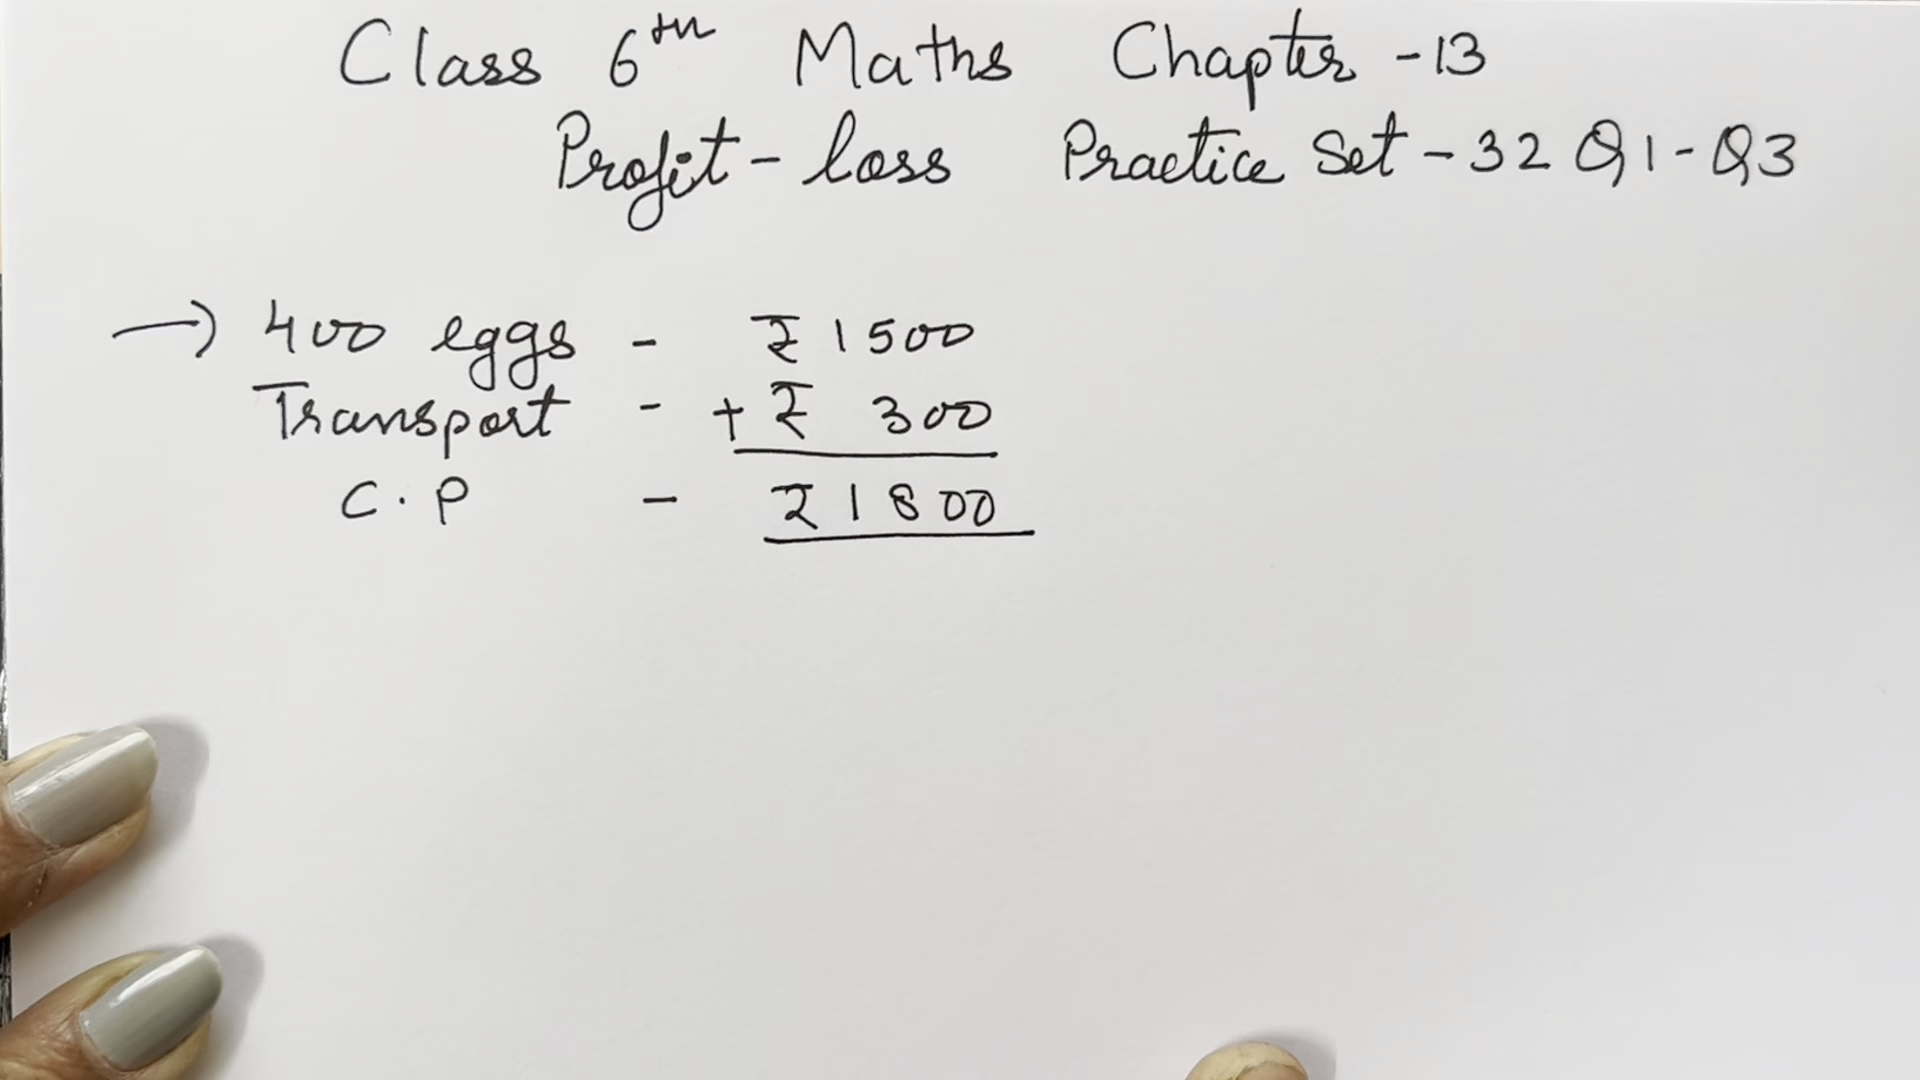 Class 6th Maths Chapter -13
Profit - loss Practice Set - 32 Q1 - Q3
→ 400 eggs - ₹ 1500
Transport - + ₹ 300
C.P - ₹ 1800